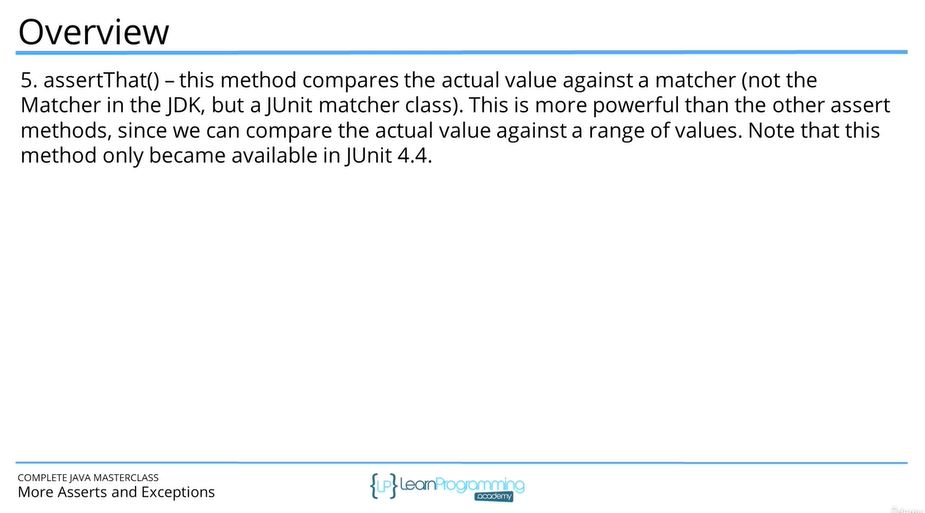 Overview
5. assertThat() – this method compares the actual value against a matcher (not the
Matcher in the JDK, but a JUnit matcher class). This is more powerful than the other assert
methods, since we can compare the actual value against a range of values. Note that this
method only became available in JUnit 4.4.
COMPLETE JAVA MASTERCLASS
More Asserts and Exceptions
{LP} LearnProgramming
academy